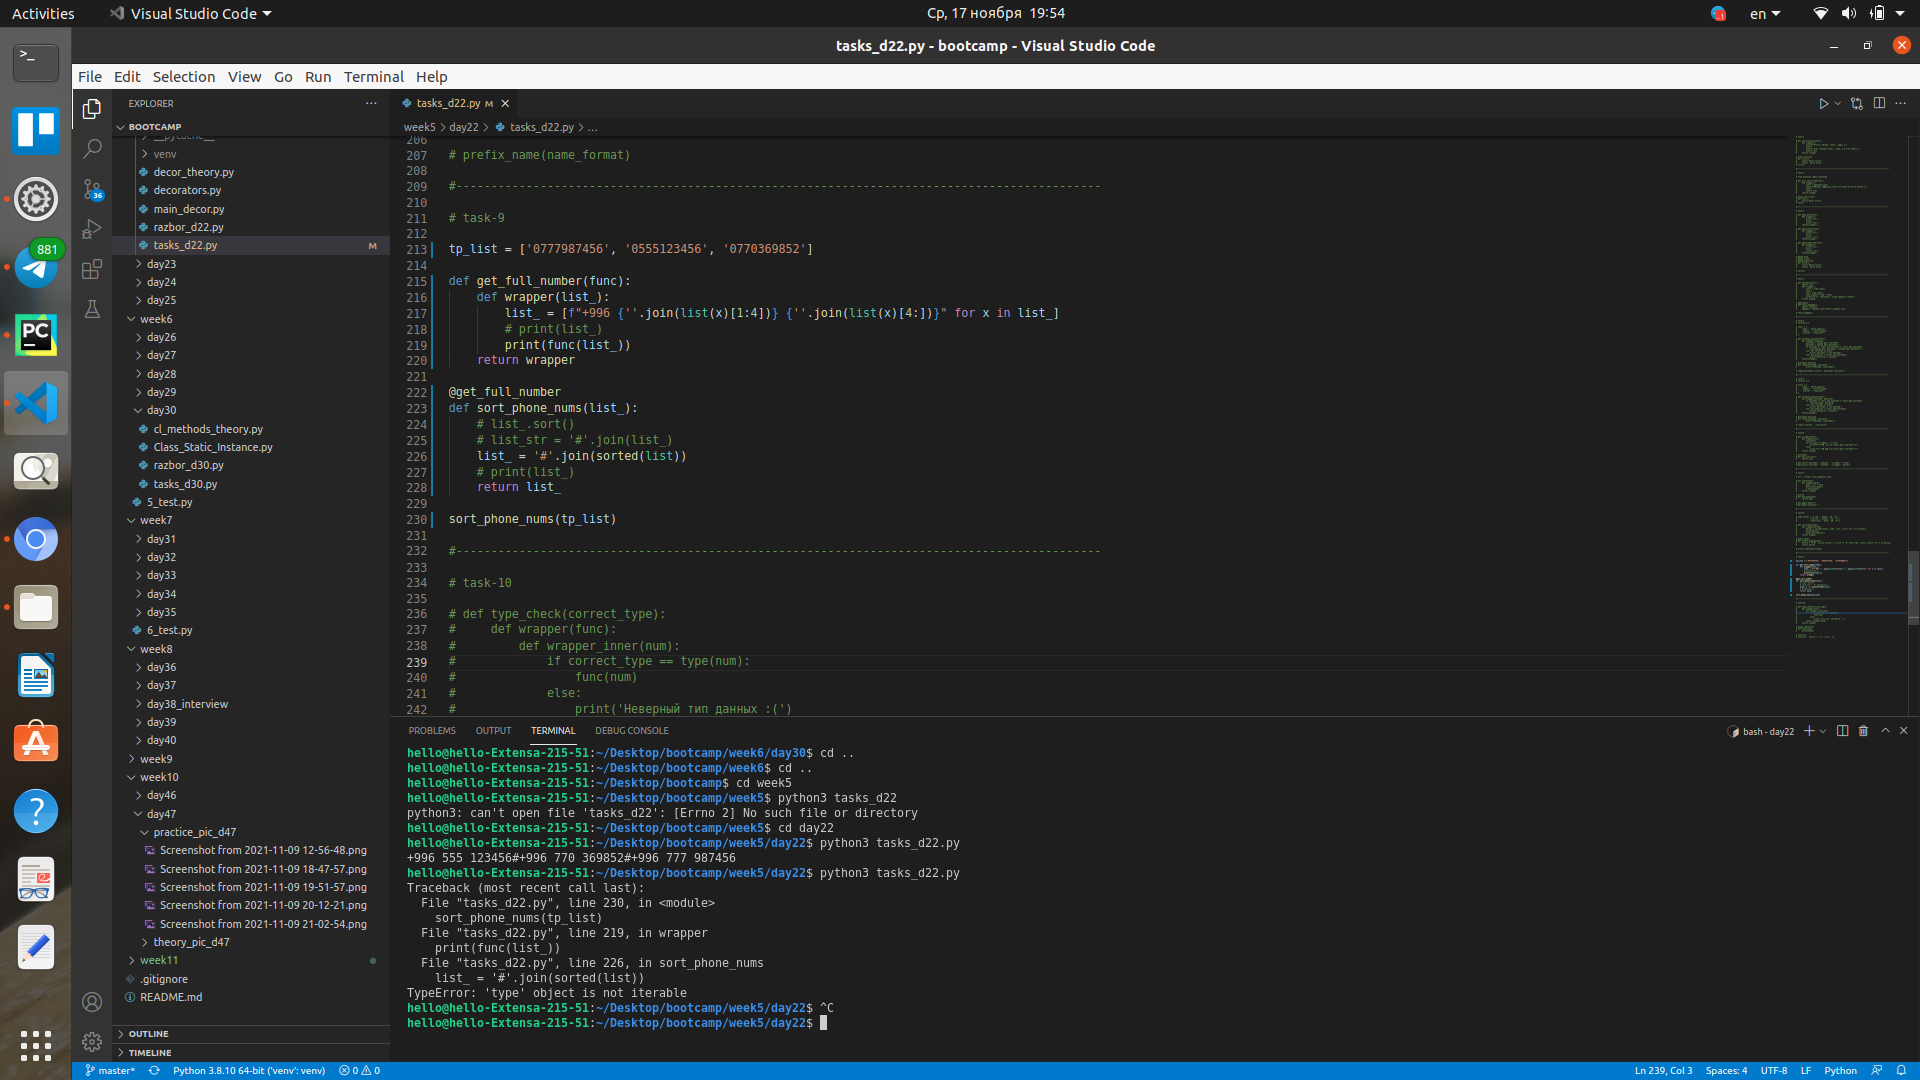 Activities
Visual Studio Code
Ср, 17 ноября 19:54
en
tasks_d22.py - bootcamp - Visual Studio Code
File Edit Selection View Go Run Terminal Help
881
PC
36
EXPLORER
BOOTCAMP
__pycache__
venv
decor_theory.py
decorators.py
main_decor.py
razbor_d22.py
tasks_d22.py M
day23
day24
day25
week6
day26
day27
day28
day29
day30
cl_methods_theory.py
Class_Static_Instance.py
razbor_d30.py
tasks_d30.py
5_test.py
week7
day31
day32
day33
day34
day35
6_test.py
week8
day36
day37
day38_interview
day39
day40
week9
week10
day46
day47
practice_pic_d47
Screenshot from 2021-11-09 12-56-48.png
Screenshot from 2021-11-09 18-47-57.png
Screenshot from 2021-11-09 19-51-57.png
Screenshot from 2021-11-09 20-12-21.png
Screenshot from 2021-11-09 21-02-54.png
theory_pic_d47
week11
.gitignore
README.md
OUTLINE
TIMELINE
tasks_d22.py M
week5 > day22 > tasks_d22.py > ...
206
207 # prefix_name(name_format)
208
209 #--------------------------------------------------------------------------------------------
210
211 # task-9
212
213 tp_list = ['0777987456', '0555123456', '0770369852']
214
215 def get_full_number(func):
216     def wrapper(list_):
217         list_ = [f"+996 {''.join(list(x)[1:4])} {''.join(list(x)[4:])}" for x in list_]
218         # print(list_)
219         print(func(list_))
220     return wrapper
221
222 @get_full_number
223 def sort_phone_nums(list_):
224     # list_.sort()
225     # list_str = '#'.join(list_)
226     list_ = '#'.join(sorted(list))
227     # print(list_)
228     return list_
229
230 sort_phone_nums(tp_list)
231
232 #--------------------------------------------------------------------------------------------
233
234 # task-10
235
236 # def type_check(correct_type):
237 #     def wrapper(func):
238 #         def wrapper_inner(num):
239 #             if correct_type == type(num):
240 #                 func(num)
241 #             else:
242 #                 print('Неверный тип данных :(')
PROBLEMS OUTPUT TERMINAL DEBUG CONSOLE
bash - day22
hello@hello-Extensa-215-51:~/Desktop/bootcamp/week6/day30$ cd ..
hello@hello-Extensa-215-51:~/Desktop/bootcamp/week6$ cd ..
hello@hello-Extensa-215-51:~/Desktop/bootcamp$ cd week5
hello@hello-Extensa-215-51:~/Desktop/bootcamp/week5$ python3 tasks_d22
python3: can't open file 'tasks_d22': [Errno 2] No such file or directory
hello@hello-Extensa-215-51:~/Desktop/bootcamp/week5$ cd day22
hello@hello-Extensa-215-51:~/Desktop/bootcamp/week5/day22$ python3 tasks_d22.py
+996 555 123456#+996 770 369852#+996 777 987456
hello@hello-Extensa-215-51:~/Desktop/bootcamp/week5/day22$ python3 tasks_d22.py
Traceback (most recent call last):
  File "tasks_d22.py", line 230, in <module>
    sort_phone_nums(tp_list)
  File "tasks_d22.py", line 219, in wrapper
    print(func(list_))
  File "tasks_d22.py", line 226, in sort_phone_nums
    list_ = '#'.join(sorted(list))
TypeError: 'type' object is not iterable
hello@hello-Extensa-215-51:~/Desktop/bootcamp/week5/day22$ ^C
hello@hello-Extensa-215-51:~/Desktop/bootcamp/week5/day22$
master* Python 3.8.10 64-bit ('venv': venv) 0 0
Ln 239, Col 3 Spaces: 4 UTF-8 LF Python